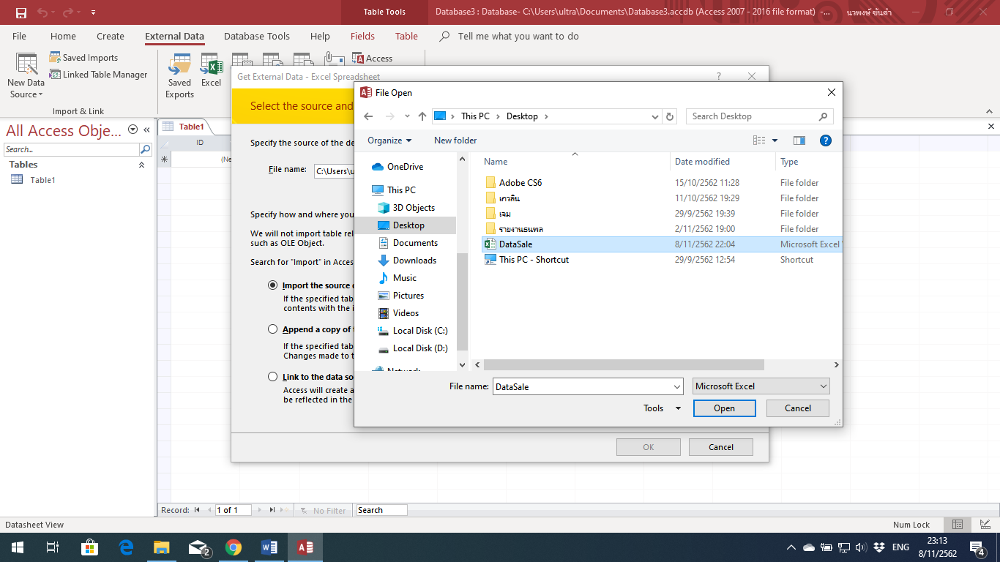 Table Tools
Database3 : Database- C:\Users\ultra\Documents\Database3.accdb (Access 2007 - 2016 file format) -...
นวพงษ์ ซันคำ
File Home Create External Data Database Tools Help Fields Table Tell me what you want to do
New Data Source
Saved Imports
Linked Table Manager
Import & Link
Saved Exports
Excel
Access
All Access Obje...
Search...
Tables
Table1
Table1
ID
(Ne
Get External Data - Excel Spreadsheet
?
Select the source and
Specify the source of the de
File name: C:\Users\u
Specify how and where you
We will not import table rel
such as OLE Object.
Search for "Import" in Acces
Import the source d
If the specified tab
contents with the i
Append a copy of t
If the specified tab
Changes made to t
Link to the data so
Access will create a
be reflected in the
OK Cancel
File Open
This PC Desktop
Search Desktop
Organize New folder
OneDrive
This PC
3D Objects
Desktop
Documents
Downloads
Music
Pictures
Videos
Local Disk (C:)
Local Disk (D:)
Network
Name Date modified Type
Adobe CS6 15/10/2562 11:28 File folder
เกวลิน 11/10/2562 19:29 File folder
เจม 29/9/2562 19:39 File folder
รายงานธนพล 2/11/2562 19:00 File folder
DataSale 8/11/2562 22:04 Microsoft Excel
This PC - Shortcut 29/9/2562 12:54 Shortcut
File name: DataSale Microsoft Excel
Tools Open Cancel
Record: 1 of 1 No Filter Search
Datasheet View Num Lock
2
ENG
23:13
8/11/2562
4